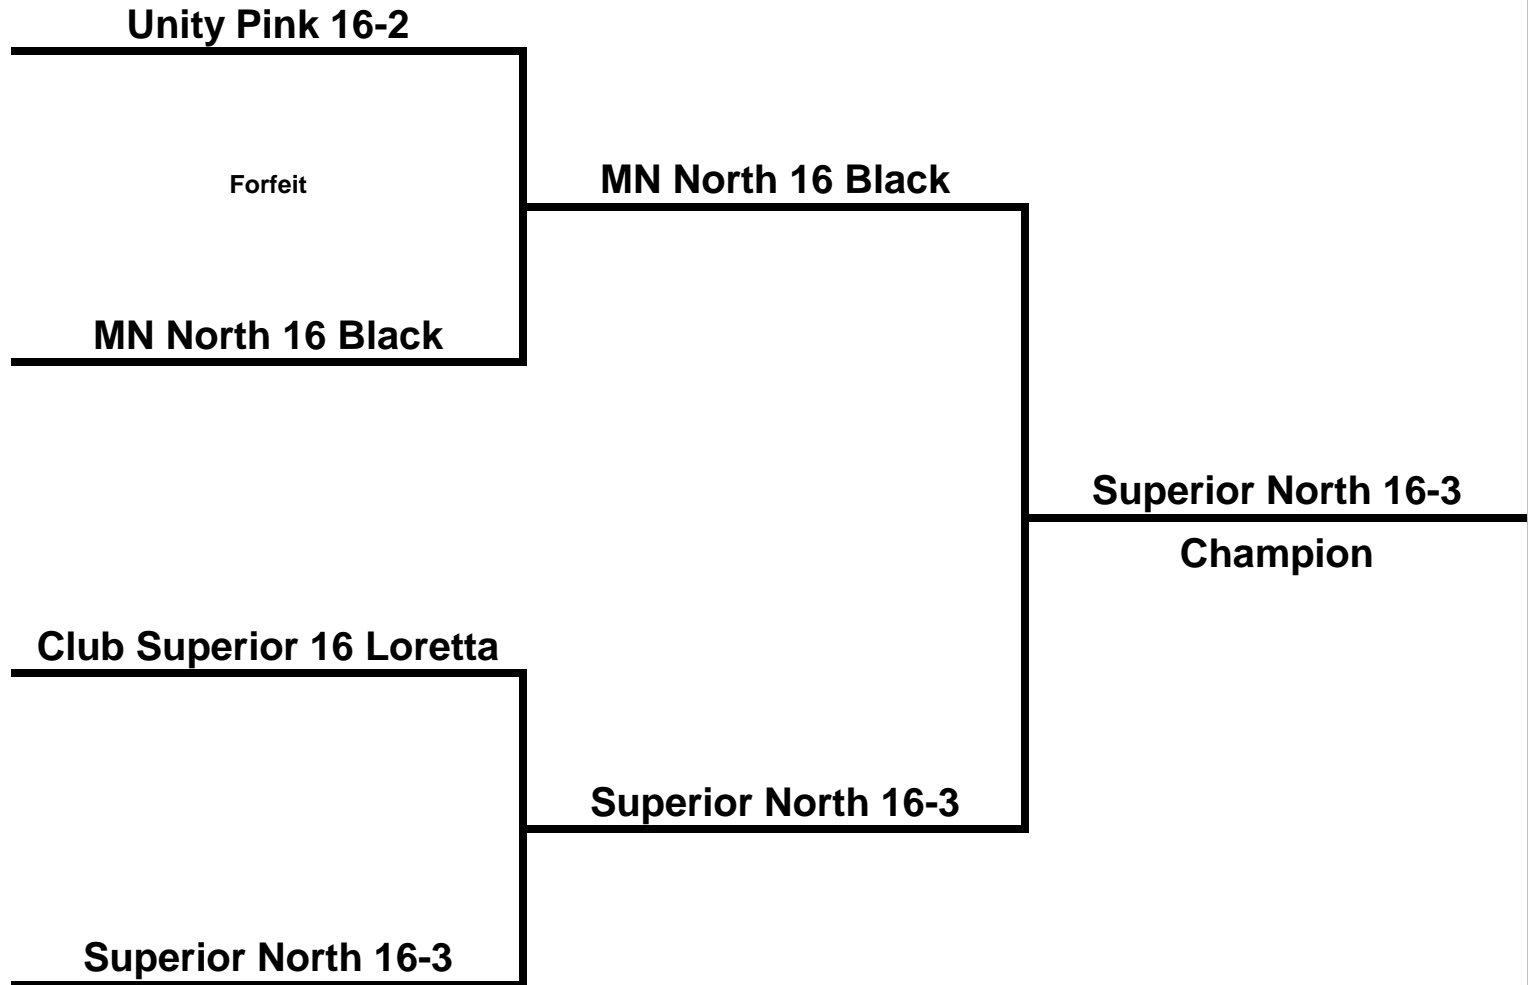 Unity Pink 16-2
Forfeit
MN North 16 Black
MN North 16 Black
Superior North 16-3
Champion
Club Superior 16 Loretta
Superior North 16-3
Superior North 16-3